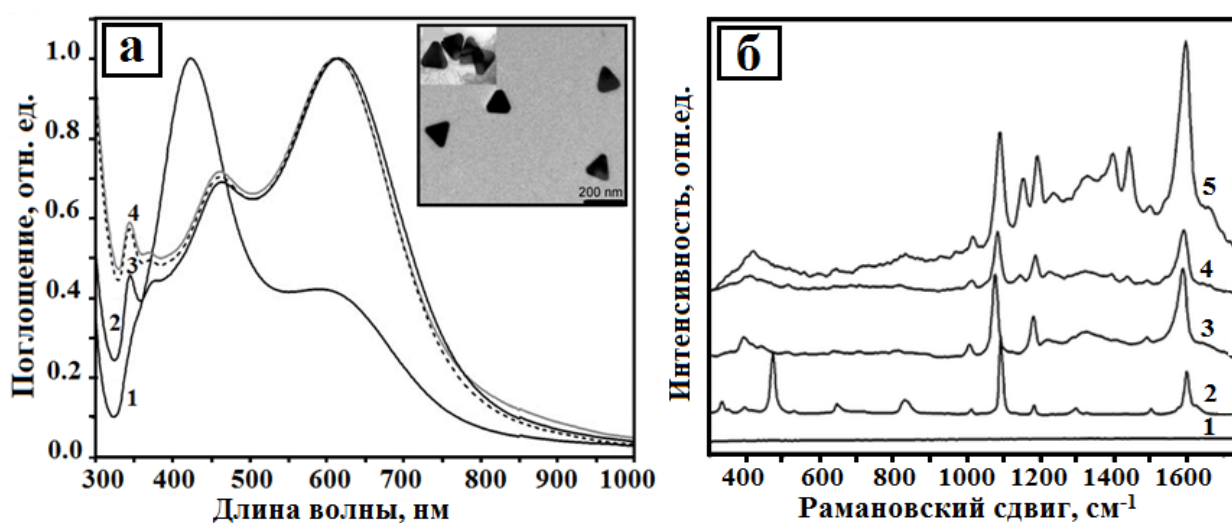 а
Поглощение, отн. ед.
1.0
0.8
0.6
0.4
0.2
0.0
4
3
2
1
200 nm
300 400 500 600 700 800 900 1000
Длина волны, нм
б
Интенсивность, отн.ед.
5
4
3
2
1
400 600 800 1000 1200 1400 1600
Рамановский сдвиг, см-1